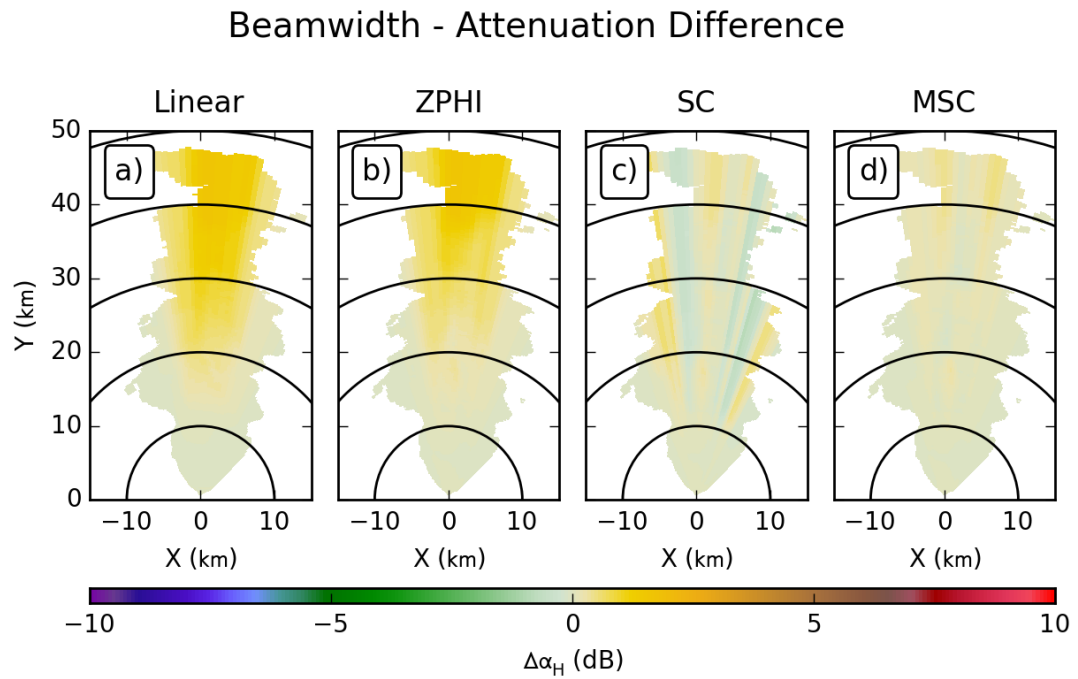 Beamwidth - Attenuation Difference
Linear ZPHI SC MSC
a) b) c) d)
50
40
30
20
10
0
Y (km)
−10 0 10 −10 0 10 −10 0 10 −10 0 10
X (km) X (km) X (km) X (km)
−10 −5 0 5 10
Δα_H (dB)